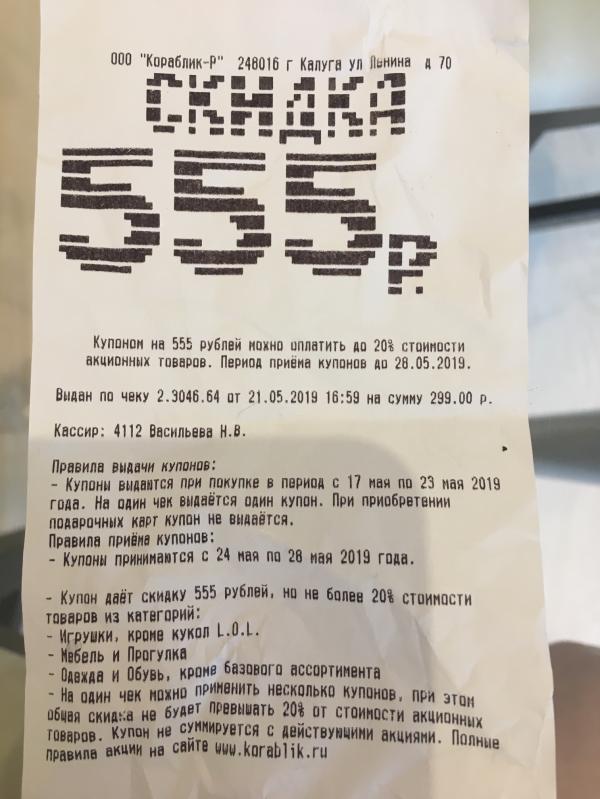 ООО "Кораблик-Р" 248016 г Калуга ул Ленина д 70
СКИДКА
555р.
Купоном на 555 рублей можно оплатить до 20% стоимости
акционных товаров. Период приёма купонов до 28.05.2019.
Выдан по чеку 2.3046.64 от 21.05.2019 16:59 на сумму 299.00 р.
Кассир: 4112 Васильева Н.В.
Правила выдачи купонов:
- Купоны выдаются при покупке в период с 17 мая по 23 мая 2019
года. На один чек выдаётся один купон. При приобретении
подарочных карт купон не выдаётся.
Правила приёма купонов:
- Купоны принимаются с 24 мая по 28 мая 2019 года.
- Купон даёт скидку 555 рублей, но не более 20% стоимости
товаров из категорий:
- Игрушки, кроме кукол L.O.L.
- Мебель и Прогулка
- Одежда и Обувь, кроме базового ассортимента
- На один чек можно применить несколько купонов, при этом
общая скидка не будет превышать 20% от стоимости акционных
товаров. Купон не суммируется с действующими акциями. Полные
правила акции на сайте www.korablik.ru